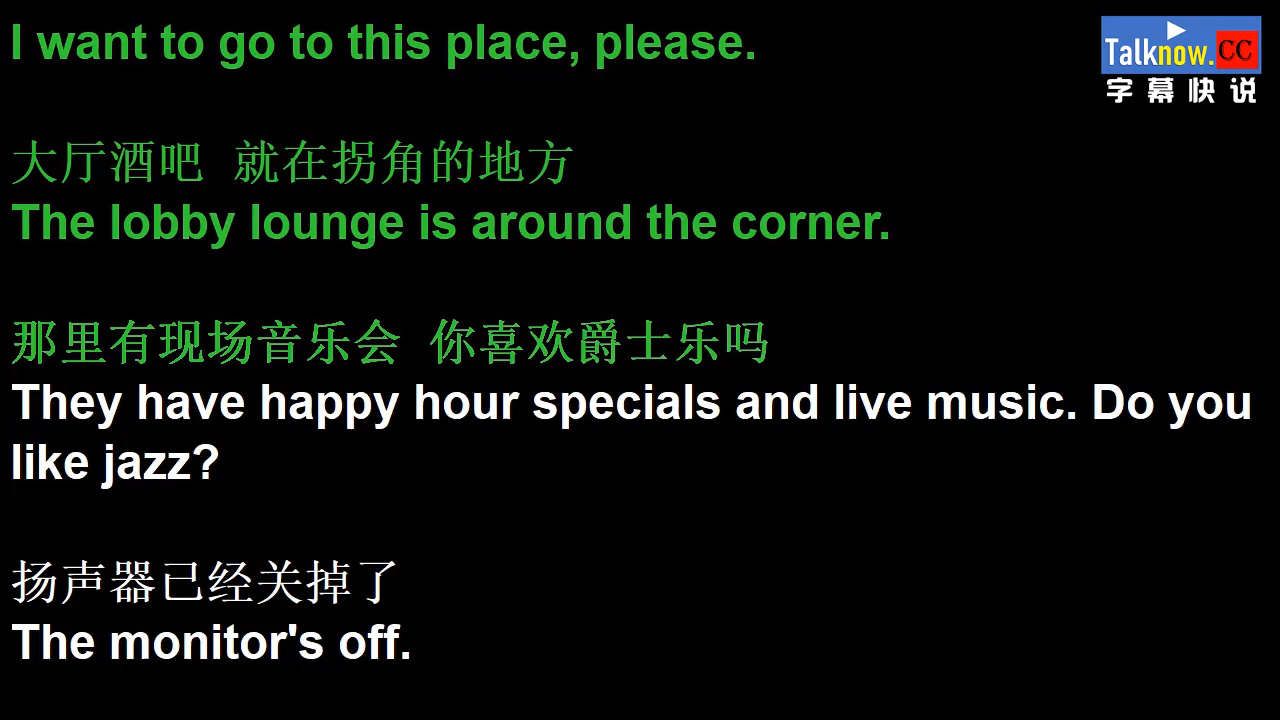 I want to go to this place, please.
Talknow.CC
字幕快说
大厅酒吧 就在拐角的地方
The lobby lounge is around the corner.
那里有现场音乐会 你喜欢爵士乐吗
They have happy hour specials and live music. Do you
like jazz?
扬声器已经关掉了
The monitor's off.